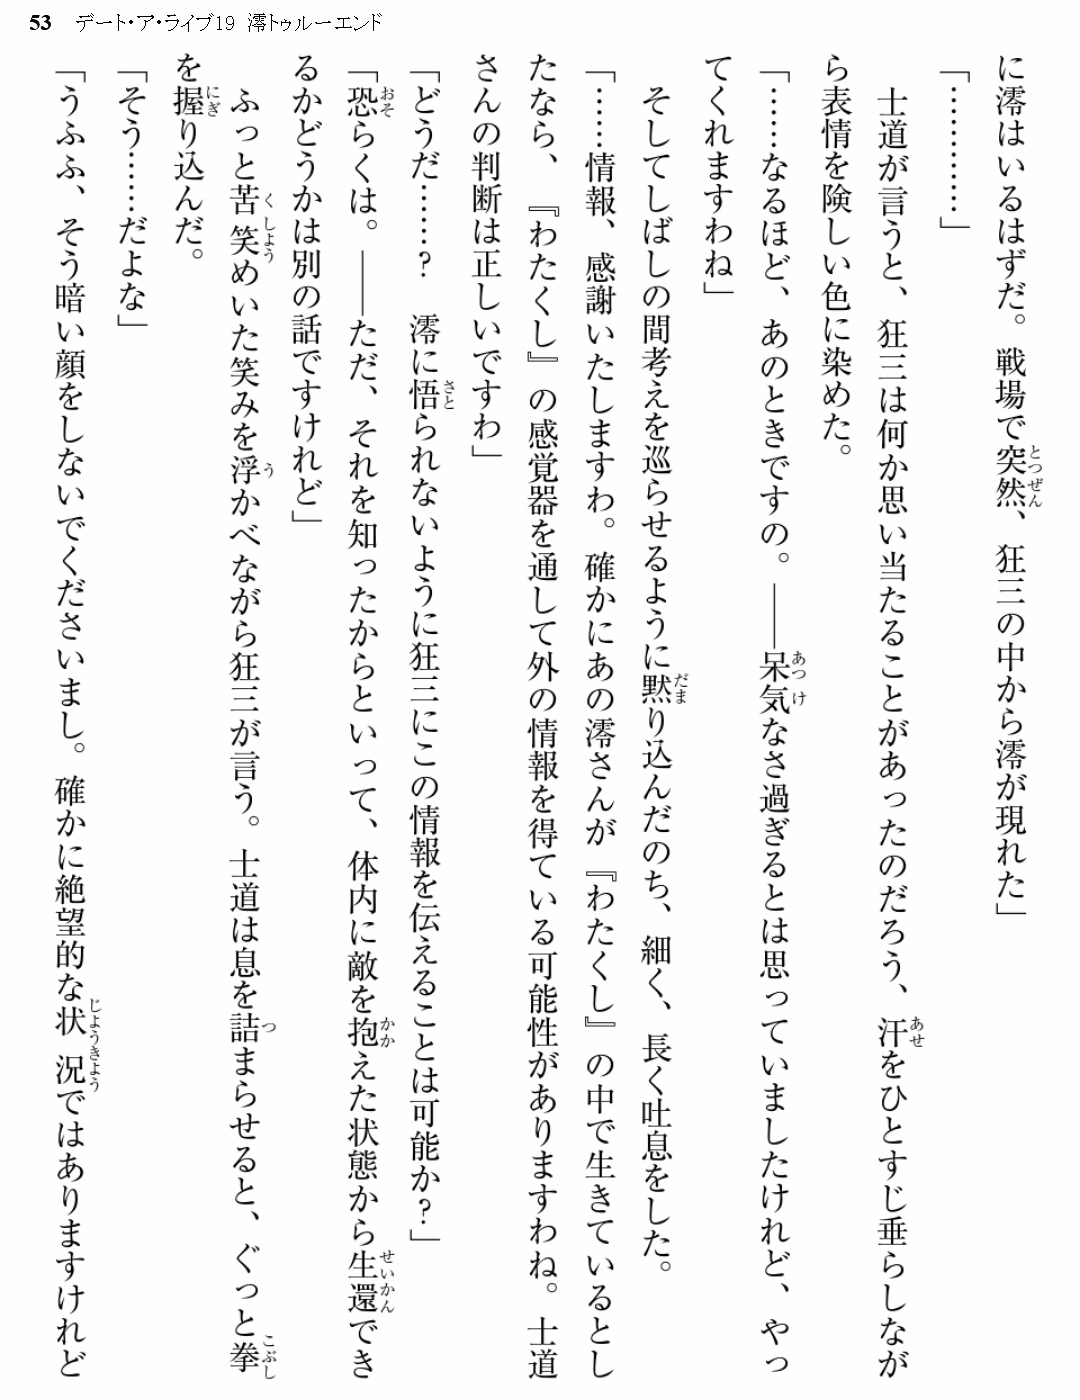 53　デート・ア・ライブ19　澪トゥルーエンド
に澪はいるはずだ。戦場で突然、狂三の中から澪が現れた」
「…………」
　士道が言うと、狂三は何か思い当たることがあったのだろう、汗をひとすじ垂らしなが
ら表情を険しい色に染めた。
「……なるほど、あのときですの。――呆気なさ過ぎるとは思っていましたけれど、やっ
てくれますわね」
　そしてしばしの間考えを巡らせるように黙り込んだのち、細く、長く吐息をした。
「……情報、感謝いたしますわ。確かにあの澪さんが『わたくし』の中で生きているとし
たなら、『わたくし』の感覚器を通して外の情報を得ている可能性がありますわね。士道
さんの判断は正しいですわ」
「どうだ……？　澪に悟られないように狂三にこの情報を伝えることは可能か？」
「恐らくは。――ただ、それを知ったからといって、体内に敵を抱えた状態から生還でき
るかどうかは別の話ですけれど」
　ふっと苦笑めいた笑みを浮かべながら狂三が言う。士道は息を詰まらせると、ぐっと拳
を握り込んだ。
「そう……だよな」
「うふふ、そう暗い顔をしないでくださいまし。確かに絶望的な状況ではありますけれど